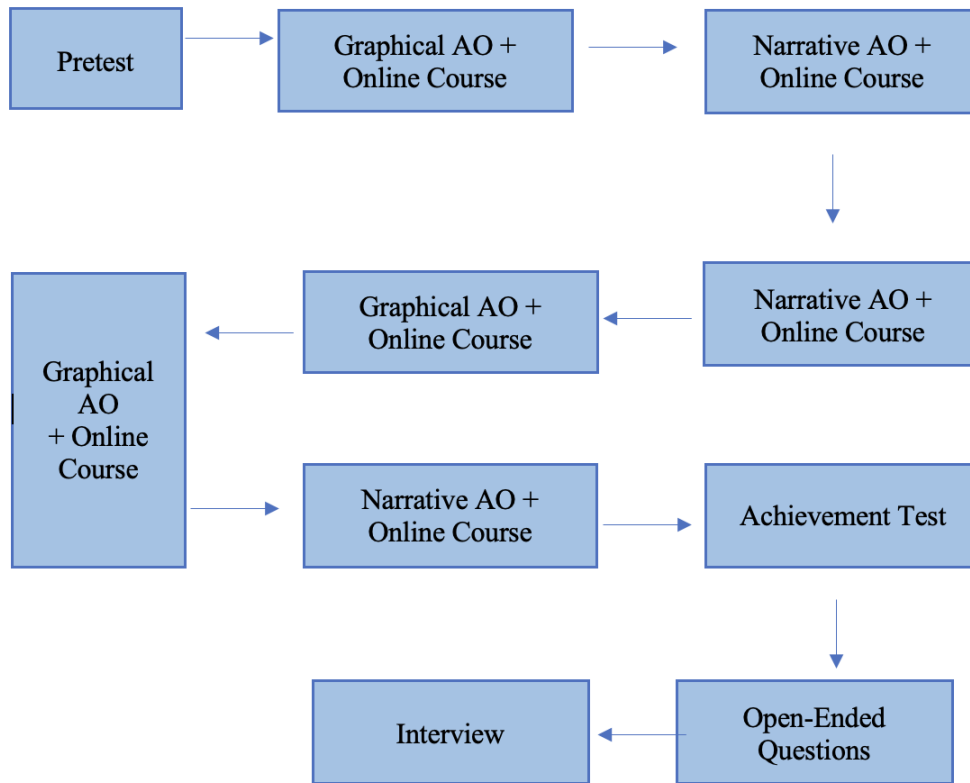 Pretest
Graphical AO +
Online Course
Narrative AO +
Online Course
Narrative AO +
Online Course
Graphical AO +
Online Course
Graphical
AO
+ Online
Course
Narrative AO +
Online Course
Achievement Test
Open-Ended
Questions
Interview